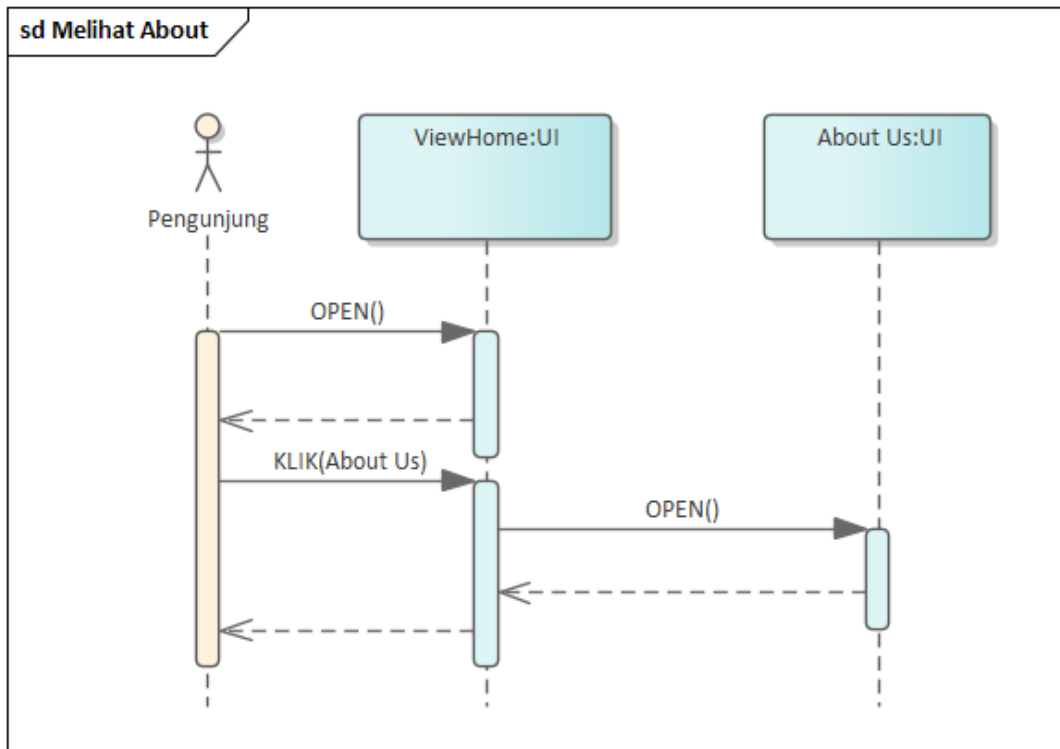 sd Melihat About
ViewHome:UI
About Us:UI
Pengunjung
OPEN()
KLIK(About Us)
OPEN()